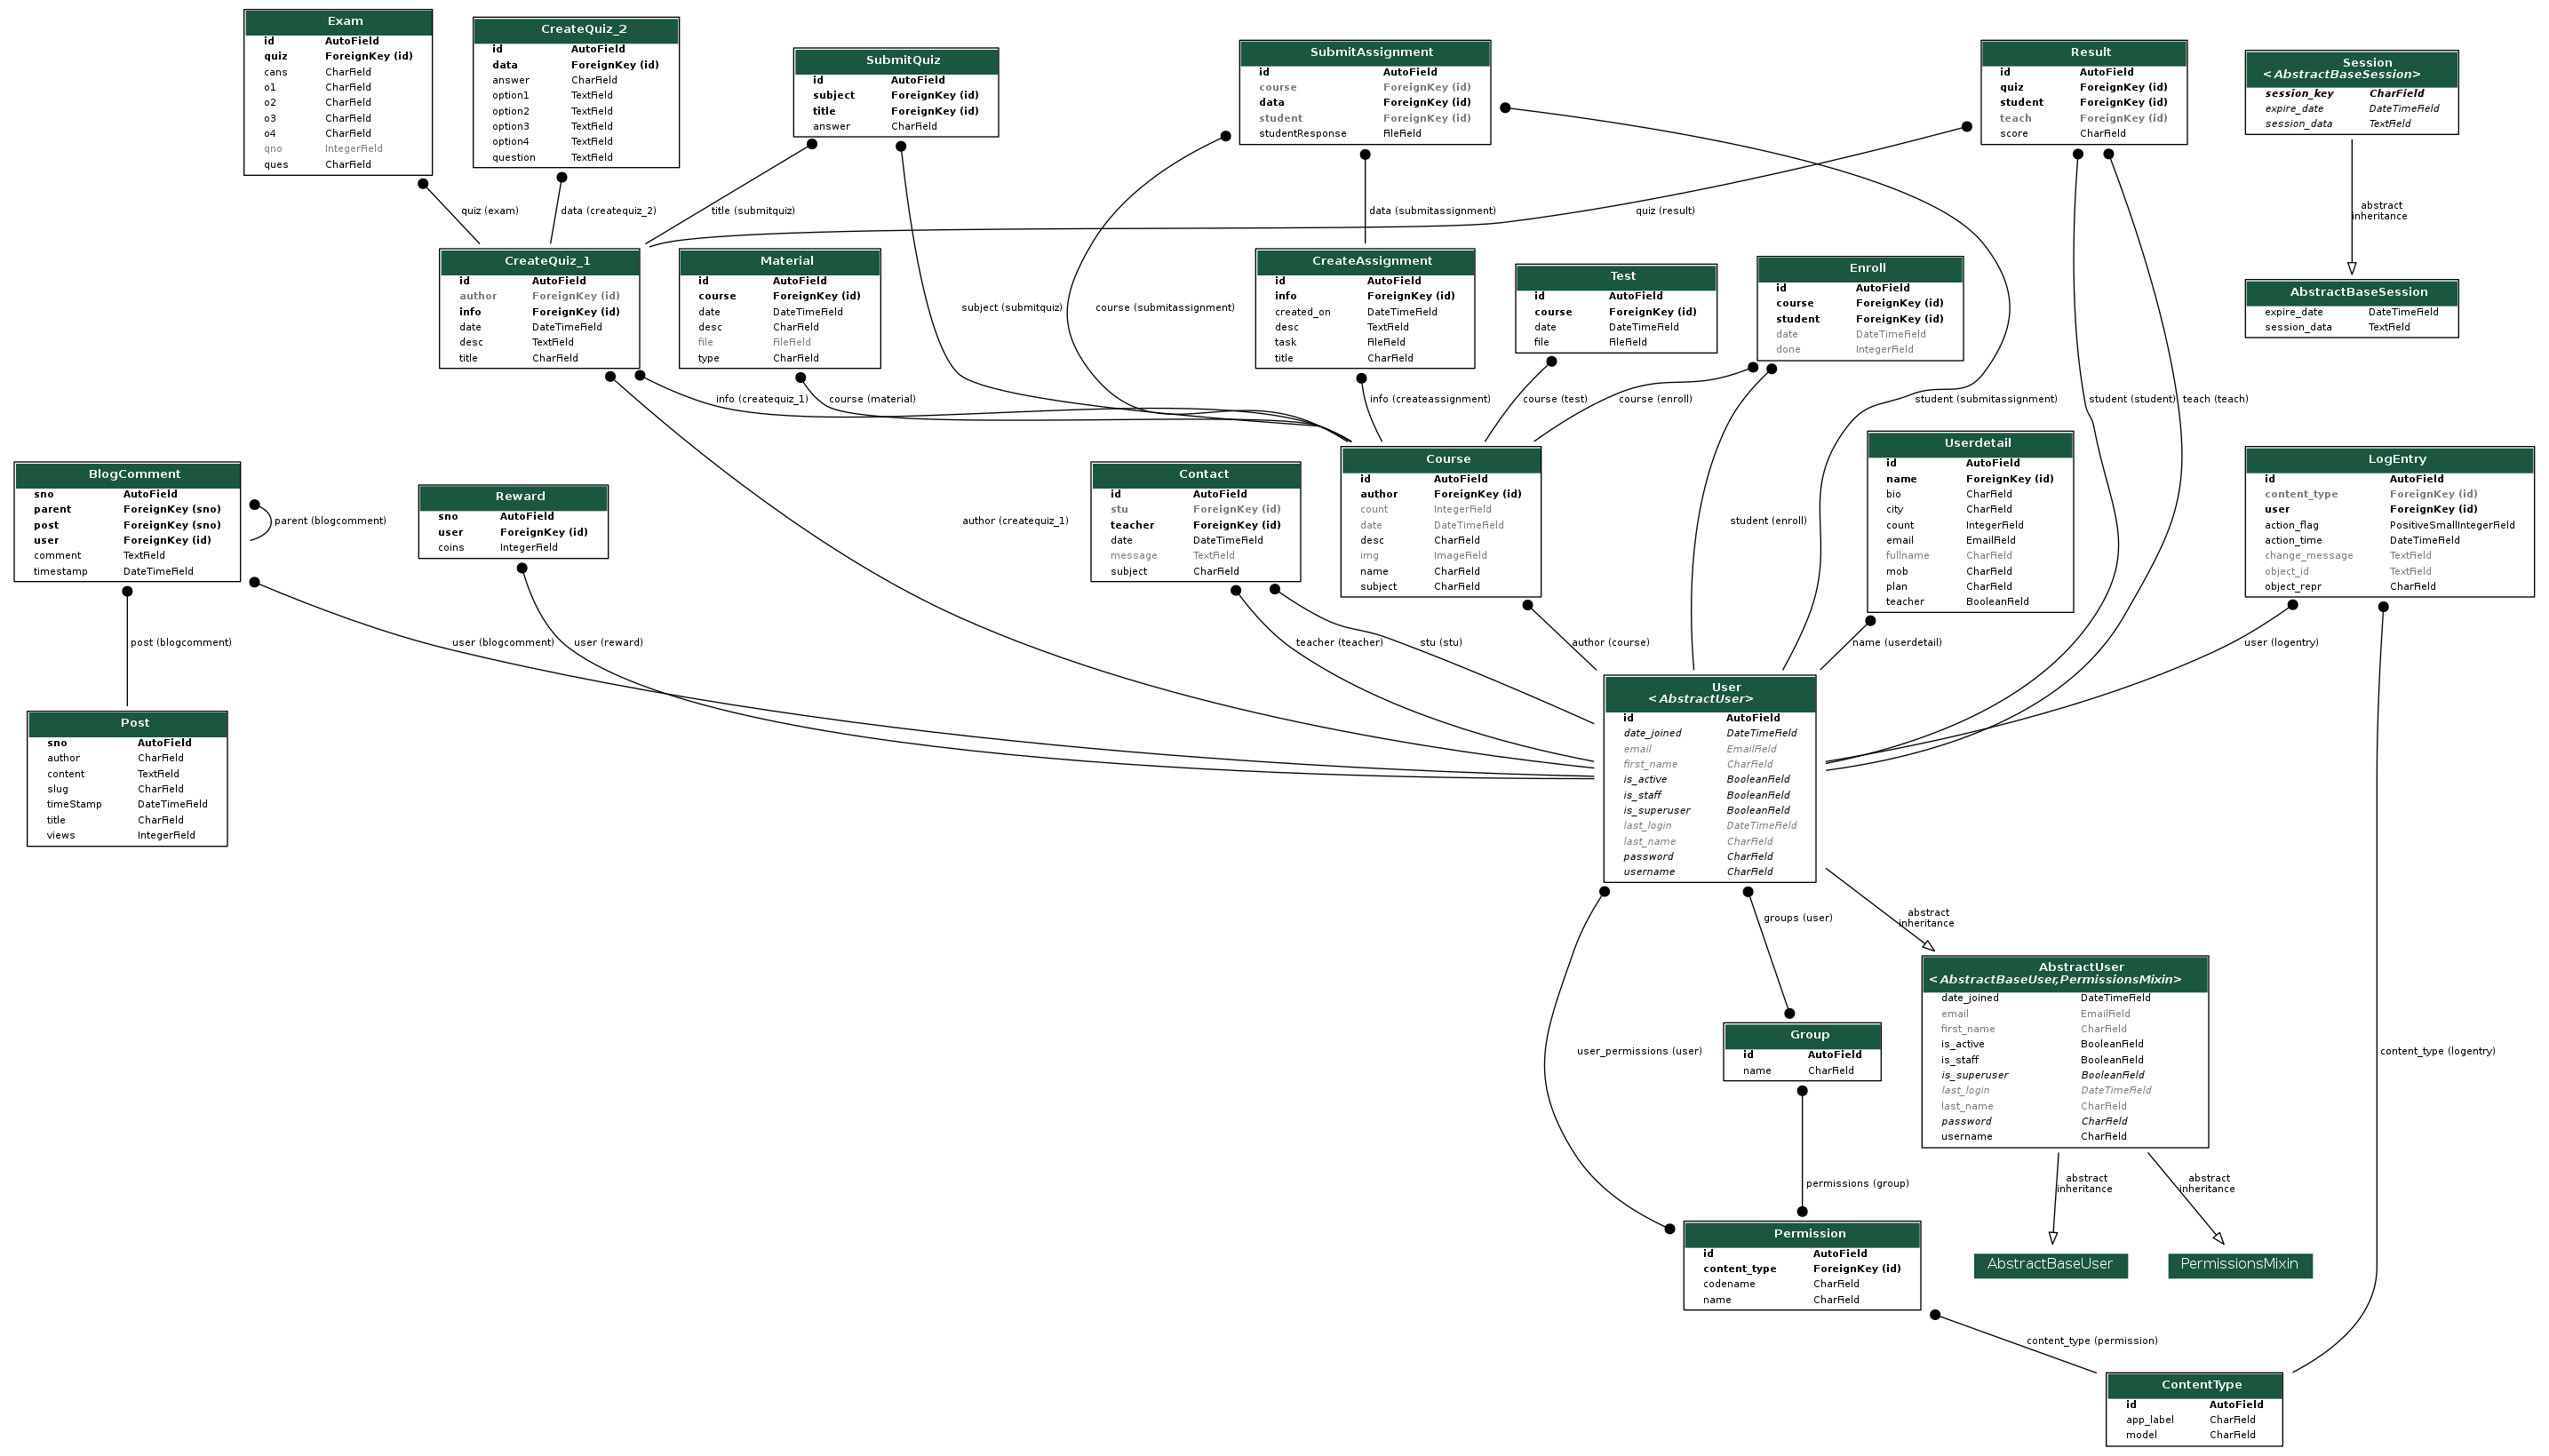 Exam
id AutoField
quiz ForeignKey (id)
cans CharField
o1 CharField
o2 CharField
o3 CharField
o4 CharField
qno IntegerField
ques CharField
CreateQuiz_2
id AutoField
data ForeignKey (id)
answer CharField
option1 TextField
option2 TextField
option3 TextField
option4 TextField
question TextField
SubmitQuiz
id AutoField
subject ForeignKey (id)
title ForeignKey (id)
answer CharField
SubmitAssignment
id AutoField
course ForeignKey (id)
data ForeignKey (id)
student ForeignKey (id)
studentResponse FileField
Result
id AutoField
quiz ForeignKey (id)
student ForeignKey (id)
teach ForeignKey (id)
score CharField
Session
<AbstractBaseSession>
session_key CharField
expire_date DateTimeField
session_data TextField
quiz (exam)
data (createquiz_2)
title (submitquiz)
data (submitassignment)
quiz (result)
abstract
inheritance
CreateQuiz_1
id AutoField
author ForeignKey (id)
info ForeignKey (id)
date DateTimeField
desc TextField
title CharField
Material
id AutoField
course ForeignKey (id)
date DateTimeField
desc CharField
file FileField
type CharField
subject (submitquiz)
course (submitassignment)
CreateAssignment
id AutoField
info ForeignKey (id)
created_on DateTimeField
desc TextField
task FileField
title CharField
Test
id AutoField
course ForeignKey (id)
date DateTimeField
file FileField
Enroll
id AutoField
course ForeignKey (id)
student ForeignKey (id)
date DateTimeField
done IntegerField
AbstractBaseSession
expire_date DateTimeField
session_data TextField
info (createquiz_1)
course (material)
info (createassignment)
course (test)
course (enroll)
student (submitassignment)
student (student)
teach (teach)
BlogComment
sno AutoField
parent ForeignKey (sno)
post ForeignKey (sno)
user ForeignKey (id)
comment TextField
timestamp DateTimeField
parent (blogcomment)
Reward
sno AutoField
user ForeignKey (id)
coins IntegerField
author (createquiz_1)
Contact
id AutoField
stu ForeignKey (id)
teacher ForeignKey (id)
date DateTimeField
message TextField
subject CharField
Course
id AutoField
author ForeignKey (id)
count IntegerField
date DateTimeField
desc CharField
img ImageField
name CharField
subject CharField
student (enroll)
Userdetail
id AutoField
name ForeignKey (id)
bio CharField
city CharField
count IntegerField
email EmailField
fullname CharField
mob CharField
plan CharField
teacher BooleanField
LogEntry
id AutoField
content_type ForeignKey (id)
user ForeignKey (id)
action_flag PositiveSmallIntegerField
action_time DateTimeField
change_message TextField
object_id TextField
object_repr CharField
post (blogcomment)
user (blogcomment)
user (reward)
teacher (teacher)
stu (stu)
author (course)
name (userdetail)
user (logentry)
Post
sno AutoField
author CharField
content TextField
slug CharField
timeStamp DateTimeField
title CharField
views IntegerField
User
<AbstractUser>
id AutoField
date_joined DateTimeField
email EmailField
first_name CharField
is_active BooleanField
is_staff BooleanField
is_superuser BooleanField
last_login DateTimeField
last_name CharField
password CharField
username CharField
groups (user)
abstract
inheritance
user_permissions (user)
Group
id AutoField
name CharField
AbstractUser
<AbstractBaseUser,PermissionsMixin>
date_joined DateTimeField
email EmailField
first_name CharField
is_active BooleanField
is_staff BooleanField
is_superuser BooleanField
last_login DateTimeField
last_name CharField
password CharField
username CharField
content_type (logentry)
permissions (group)
abstract
inheritance
abstract
inheritance
Permission
id AutoField
content_type ForeignKey (id)
codename CharField
name CharField
AbstractBaseUser
PermissionsMixin
content_type (permission)
ContentType
id AutoField
app_label CharField
model CharField